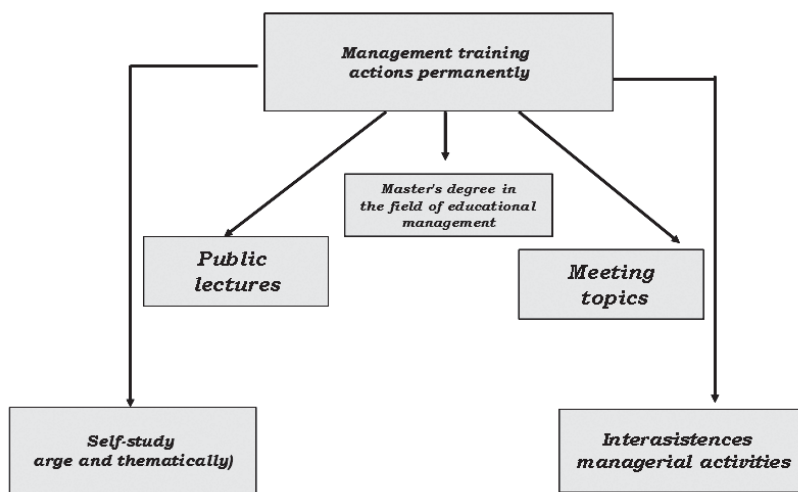 Management training
actions permanently
Master's degree in
the field of educational
management
Public
lectures
Meeting
topics
Self-study
arge and thematically)
Interasistences
managerial activities